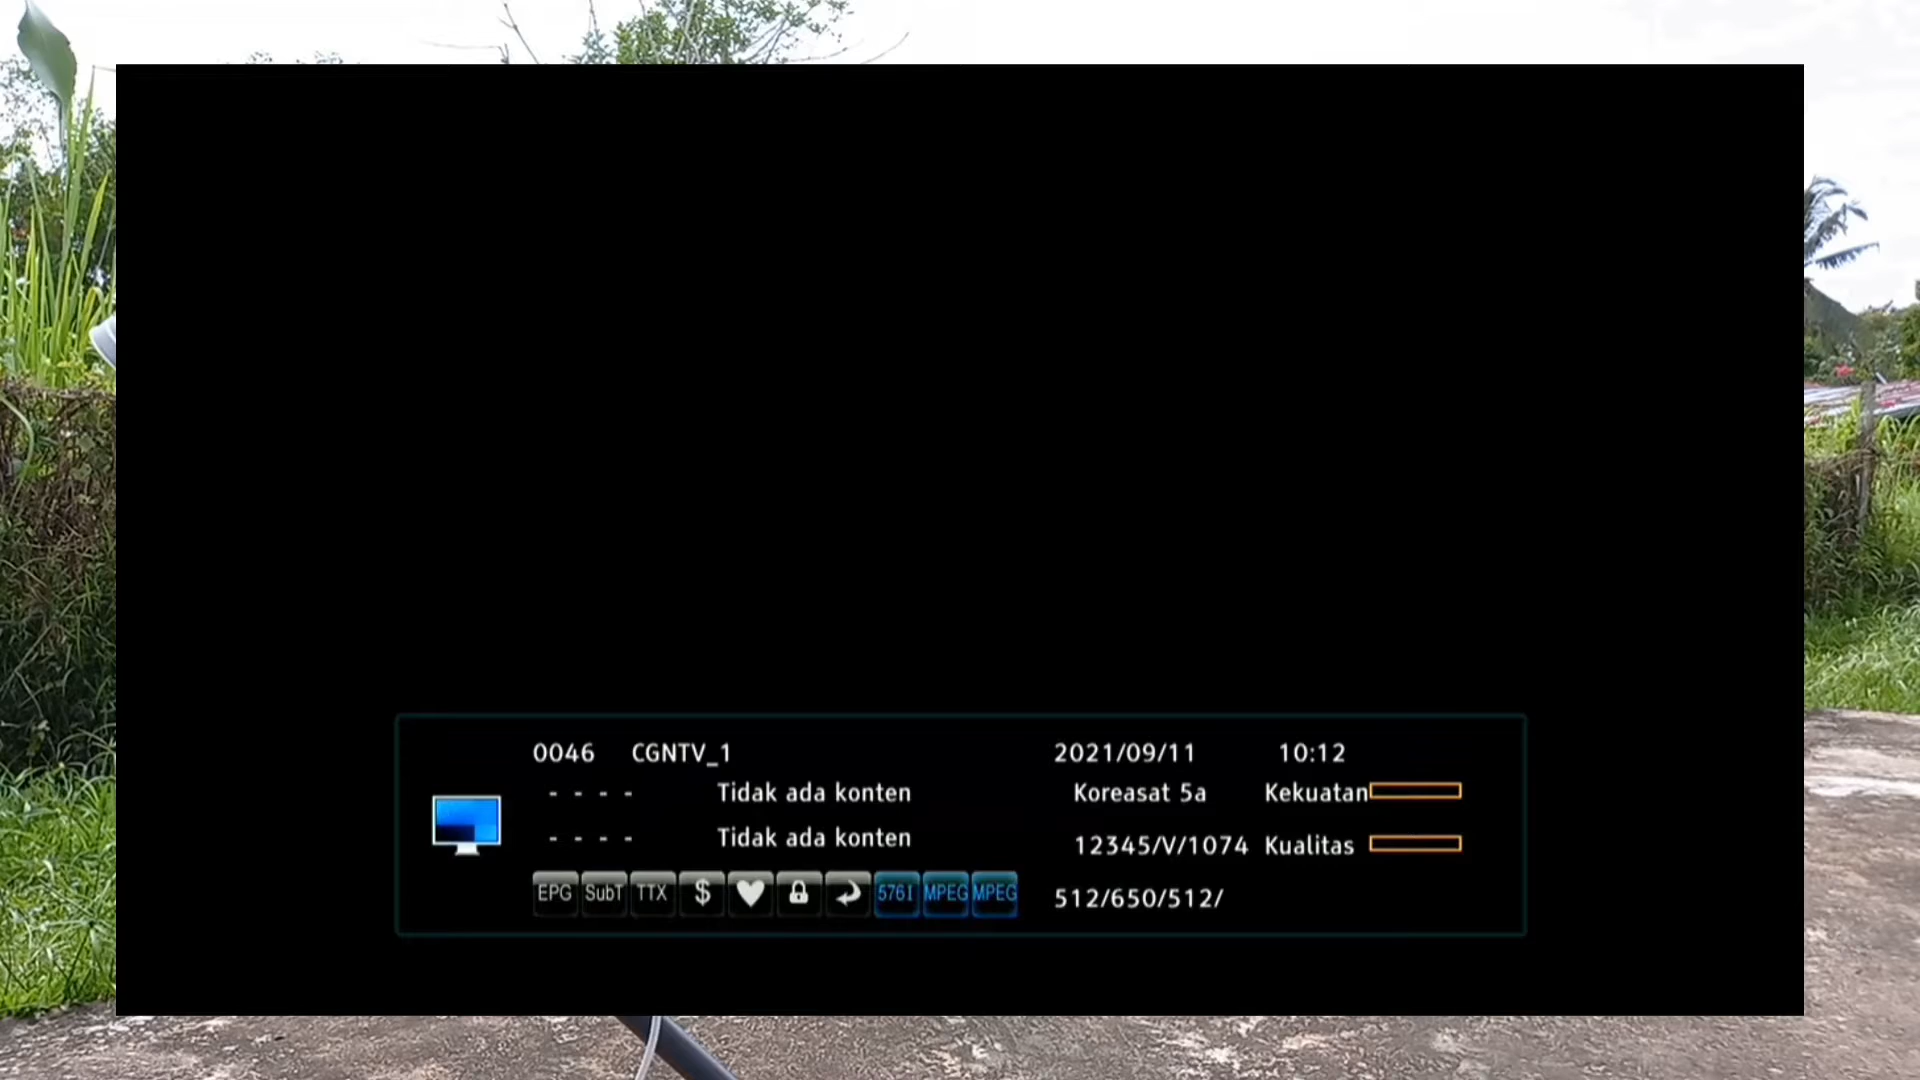 0046 CGNTV_1 2021/09/11 10:12
- - - - Tidak ada konten Koreasat 5a Kekuatan
- - - - Tidak ada konten 12345/V/1074 Kualitas
EPG SubT TTX $ 576I MPEG MPEG 512/650/512/